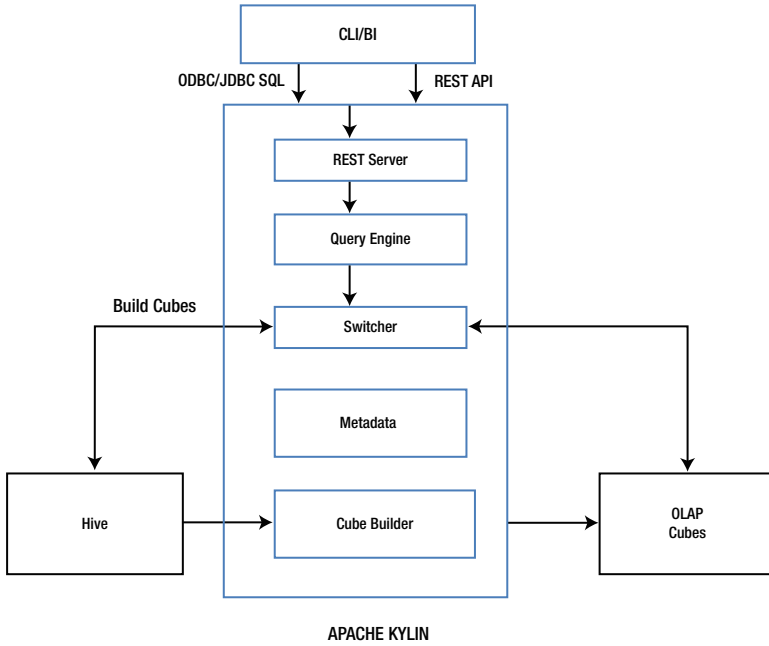 CLI/BI
ODBC/JDBC SQL
REST API
REST Server
Query Engine
Build Cubes
Switcher
Metadata
Hive
Cube Builder
OLAP
Cubes
APACHE KYLIN